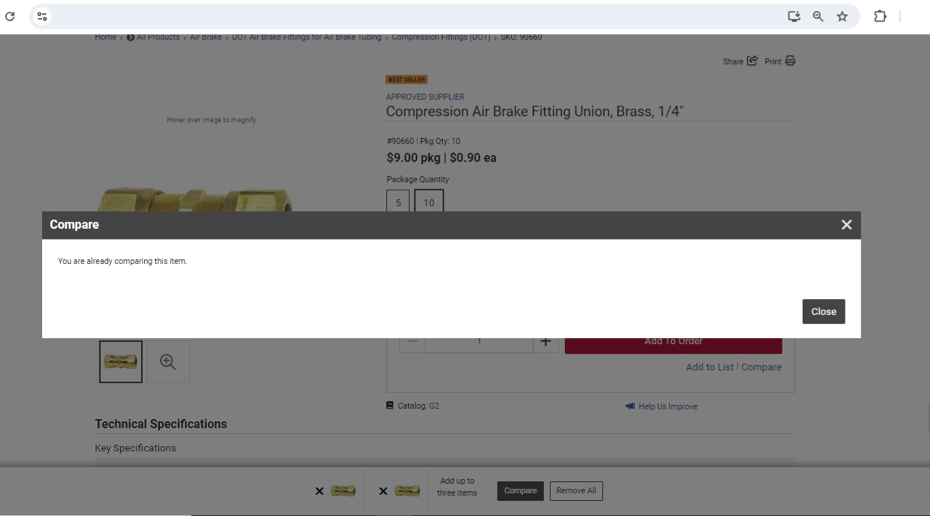 Home › All Products › Air Brake › DOT Air Brake Fittings for Air Brake Tubing › Compression Fittings (DOT) › SKU: 90660
Share Print
BEST SELLER
APPROVED SUPPLIER
Hover over image to magnify
Compression Air Brake Fitting Union, Brass, 1/4"
#90660 | Pkg Qty: 10
$9.00 pkg | $0.90 ea
Package Quantity
5 10
Compare
You are already comparing this item.
Close
1 Add To Order
Add to List | Compare
Catalog: G2 Help Us Improve
Technical Specifications
Key Specifications
Add up to
three items
Compare Remove All